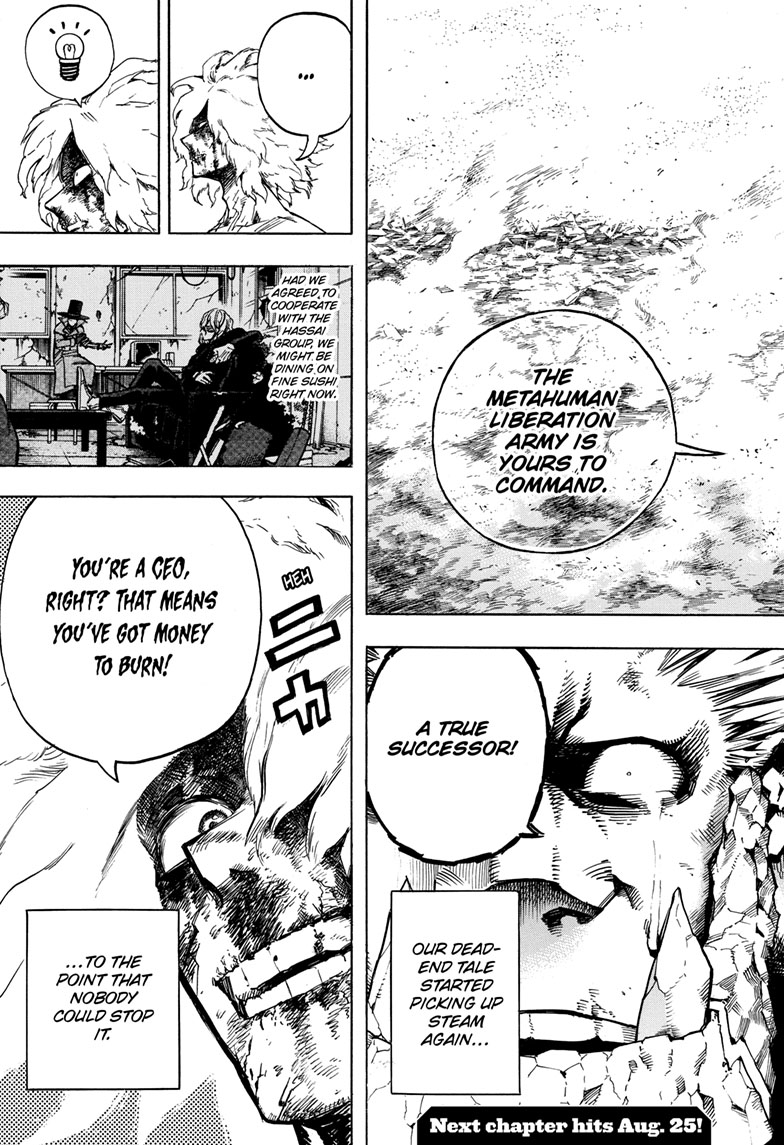 THE
METAHUMAN
LIBERATION
ARMY IS
YOURS TO
COMMAND.
A TRUE
SUCCESSOR!
OUR DEAD-
END TALE
STARTED
PICKING UP
STEAM
AGAIN...
...
HAD WE
AGREED TO
COOPERATE
WITH THE
HASSAI
GROUP, WE
MIGHT BE
DINING ON
FINE SUSHI
RIGHT NOW.
YOU'RE A CEO,
RIGHT? THAT MEANS
YOU'VE GOT MONEY
TO BURN!
HEH
ニカ
...TO THE
POINT THAT
NOBODY
COULD STOP
IT.
Next chapter hits Aug. 25!